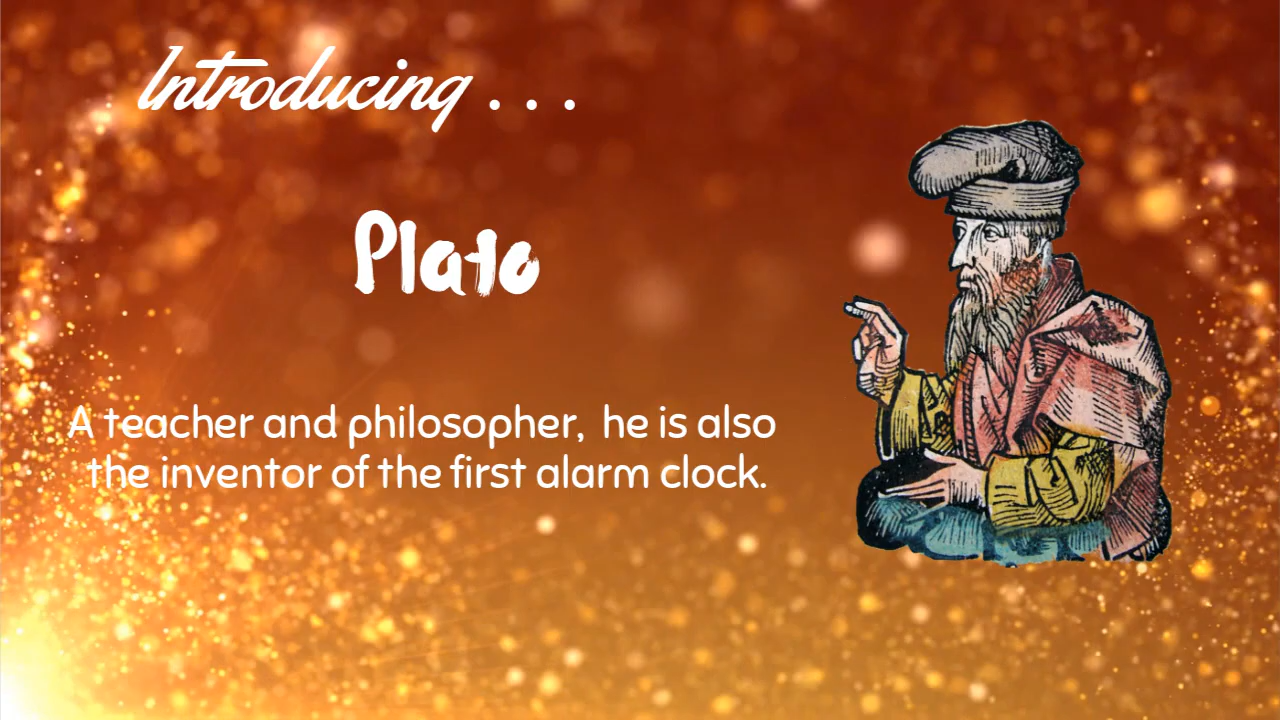 Introducing . . .
Plato
A teacher and philosopher, he is also
the inventor of the first alarm clock.